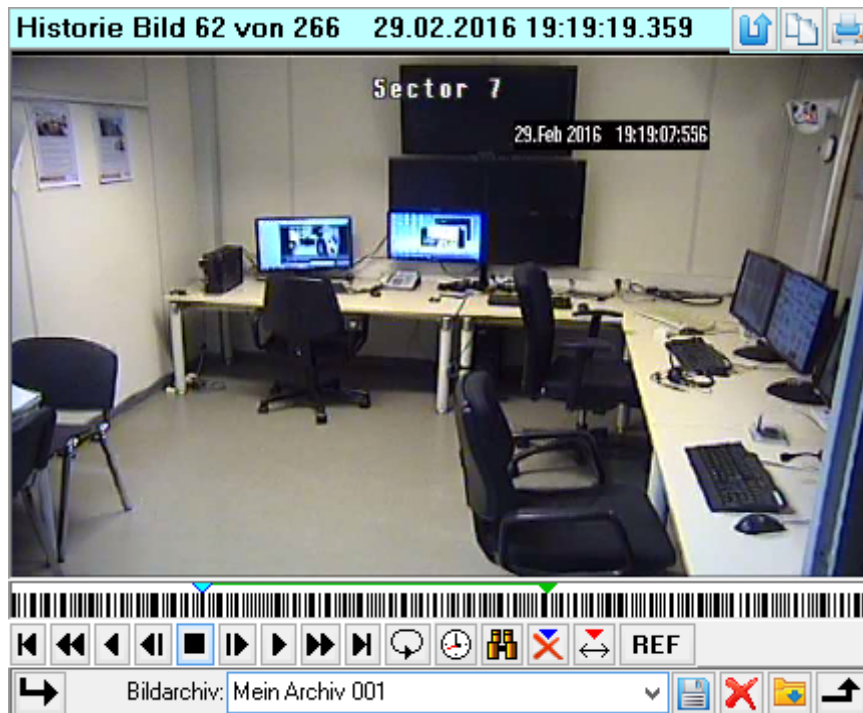 Historie Bild 62 von 266 29.02.2016 19:19:19.359
Sector 7
29.Feb 2016 19:19:07:556
REF
Bildarchiv: Mein Archiv 001